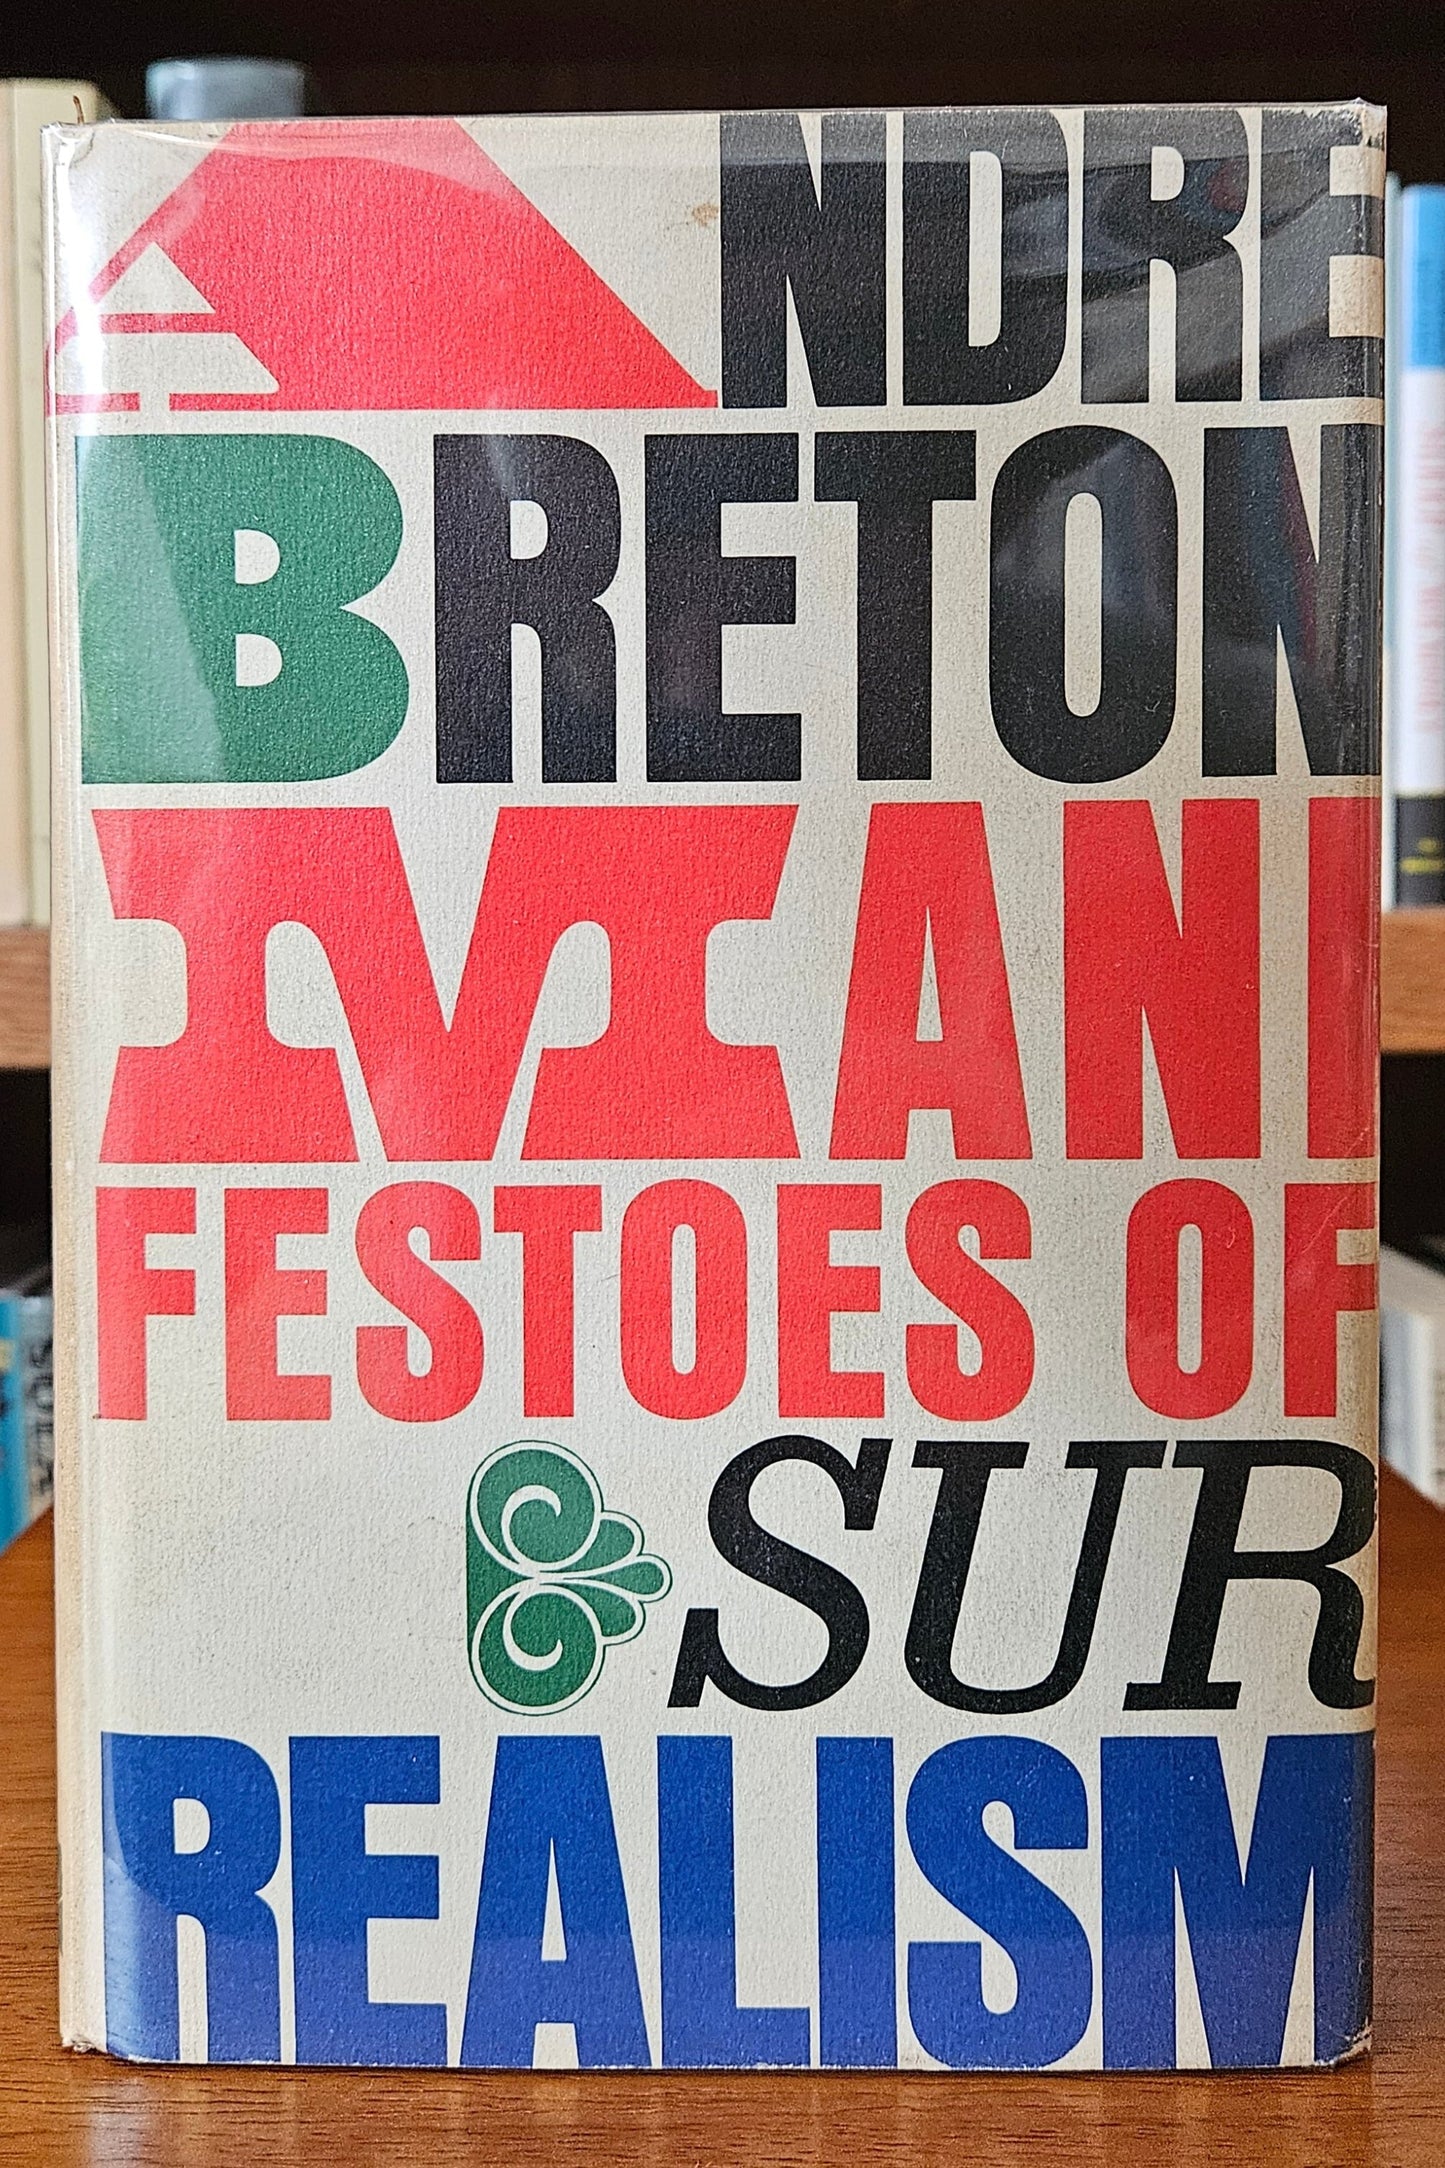 ANDRE
BRETON
MANI
FESTOES OF
SUR
REALISM